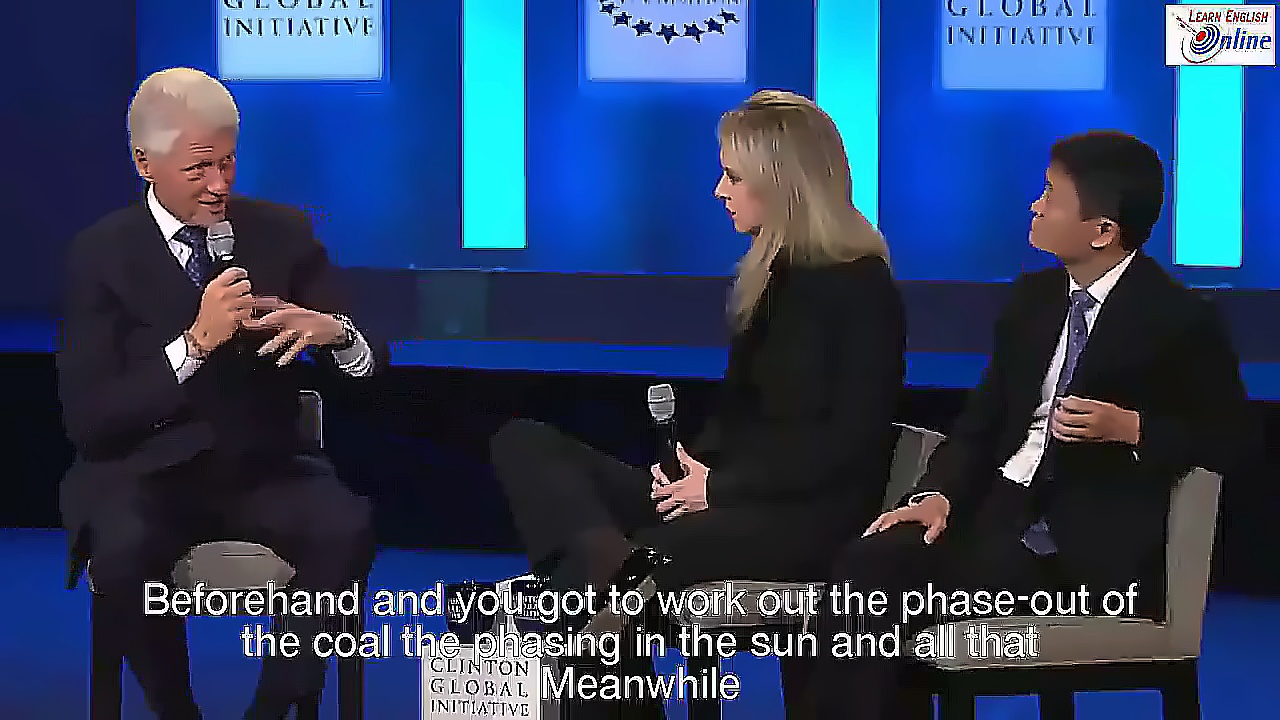 GLOBAL
INITIATIVE
GLOBAL
INITIATIVE
LEARN ENGLISH
Online
Beforehand and you got to work out the phase-out of
the coal the phasing in the sun and all that
Meanwhile
CLINTON
GLOBAL
INITIATIVE